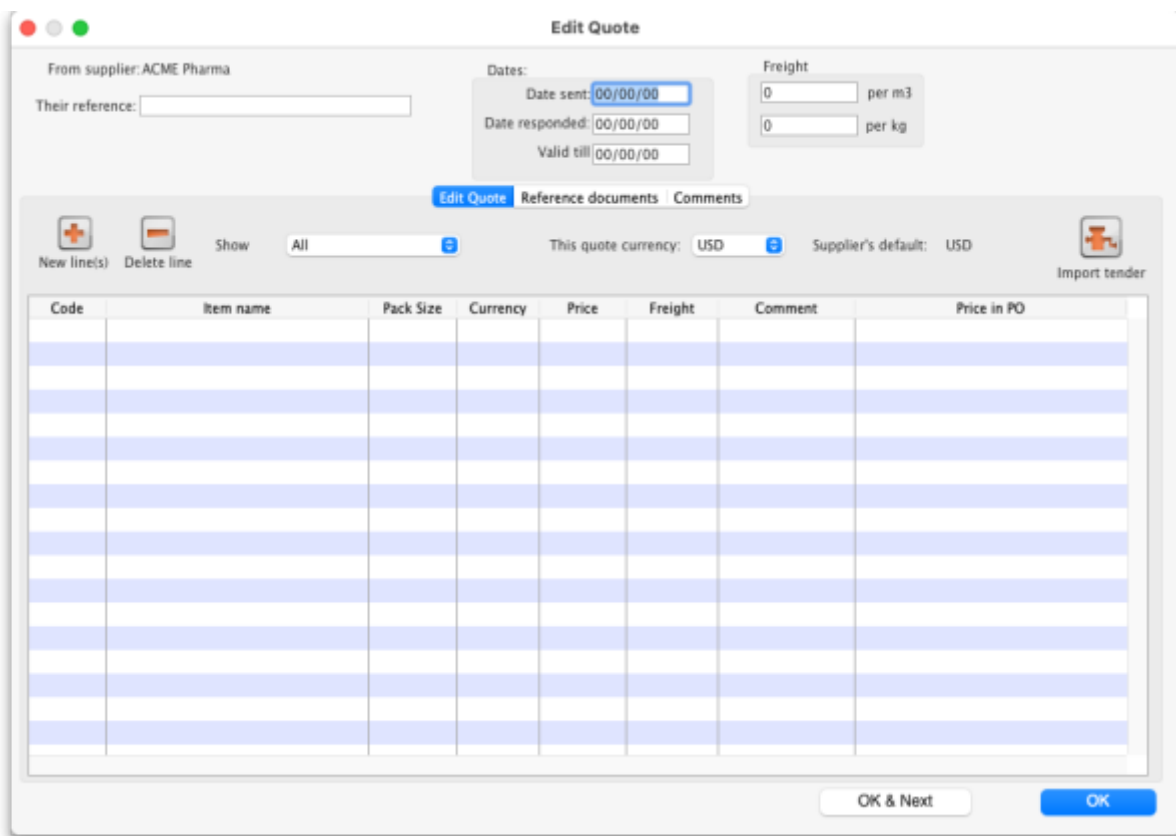 Edit Quote
From supplier: ACME Pharma
Their reference:
Dates:
Date sent: 00/00/00
Date responded: 00/00/00
Valid till 00/00/00
Freight
0 per m3
0 per kg
Edit Quote Reference documents Comments
New line(s) Delete line Show All This quote currency: USD Supplier's default: USD Import tender
Code Item name Pack Size Currency Price Freight Comment Price in PO
OK & Next OK